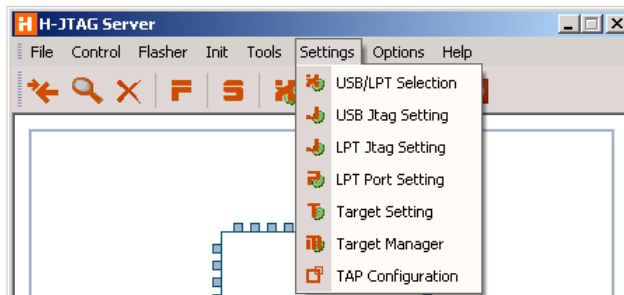 H-JTAG Server
File Control Flasher Init Tools Settings Options Help
USB/LPT Selection
USB Jtag Setting
LPT Jtag Setting
LPT Port Setting
Target Setting
Target Manager
TAP Configuration